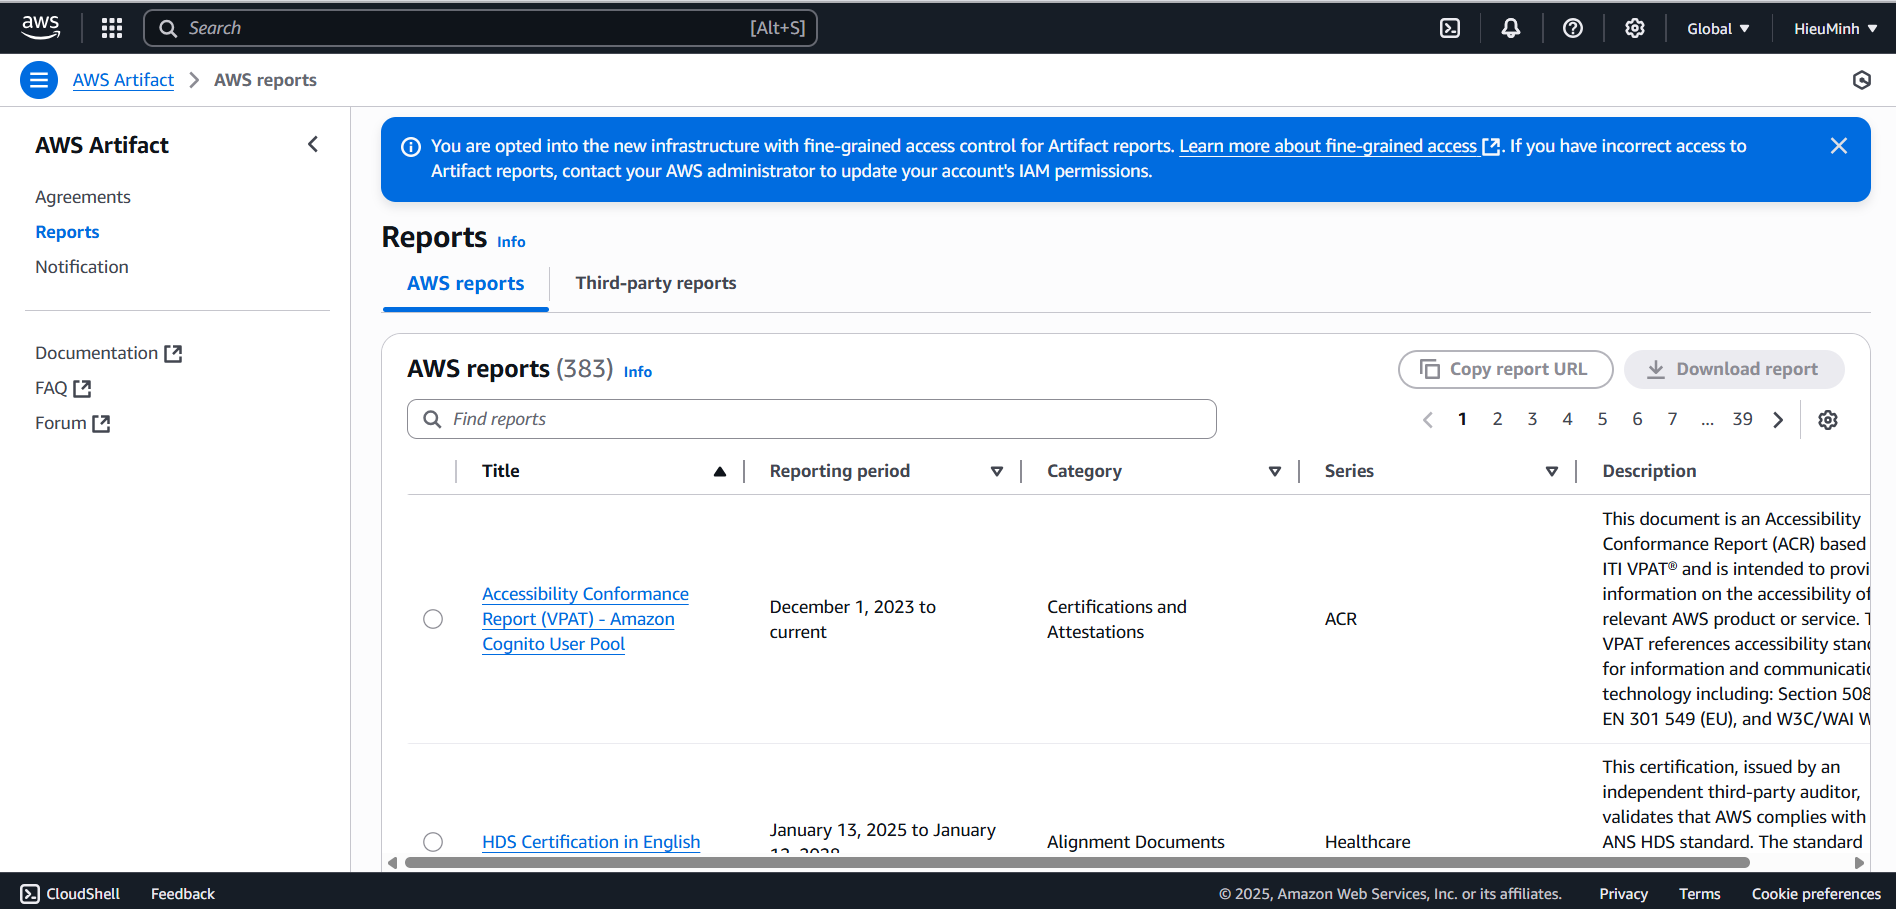 aws
Search
[Alt+S]
Global
HieuMinh
AWS Artifact
AWS reports
AWS Artifact
Agreements
Reports
Notification
Documentation
FAQ
Forum
You are opted into the new infrastructure with fine-grained access control for Artifact reports. Learn more about fine-grained access. If you have incorrect access to
Artifact reports, contact your AWS administrator to update your account's IAM permissions.
Reports Info
AWS reports
Third-party reports
AWS reports (383) Info
Copy report URL
Download report
Find reports
1 2 3 4 5 6 7 ... 39
Title
Reporting period
Category
Series
Description
Accessibility Conformance
Report (VPAT) - Amazon
Cognito User Pool
December 1, 2023 to
current
Certifications and
Attestations
ACR
This document is an Accessibility
Conformance Report (ACR) based
ITI VPAT® and is intended to provi
information on the accessibility of
relevant AWS product or service. T
VPAT references accessibility stand
for information and communicatio
technology including: Section 508
EN 301 549 (EU), and W3C/WAI W
HDS Certification in English
January 13, 2025 to January
Alignment Documents
Healthcare
This certification, issued by an
independent third-party auditor,
validates that AWS complies with
ANS HDS standard. The standard
CloudShell
Feedback
© 2025, Amazon Web Services, Inc. or its affiliates.
Privacy
Terms
Cookie preferences